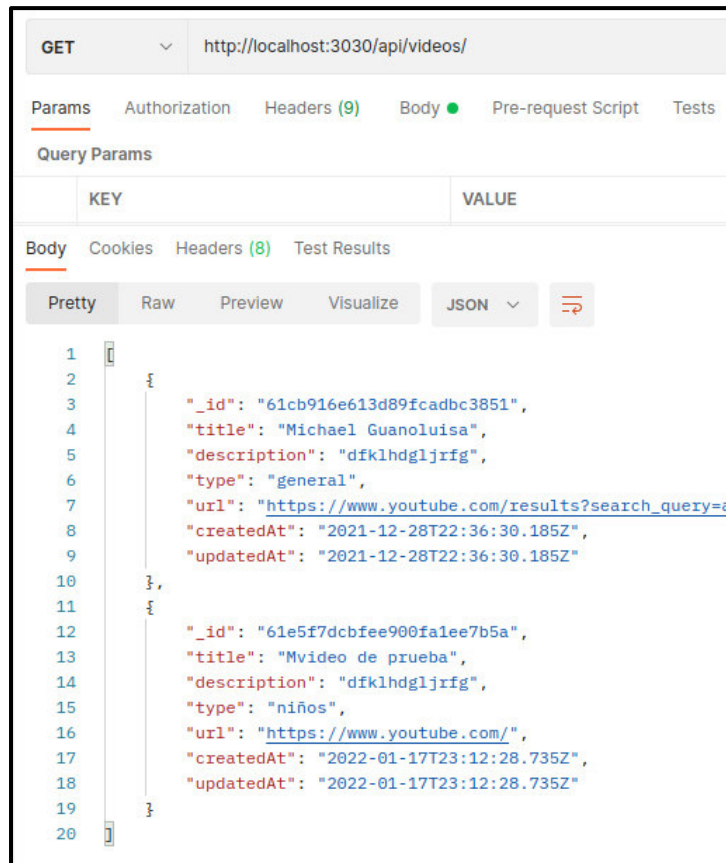 GET http://localhost:3030/api/videos/
Params Authorization Headers (9) Body Pre-request Script Tests
Query Params
KEY VALUE
Body Cookies Headers (8) Test Results
Pretty Raw Preview Visualize JSON
1 [
2 {
3 "_id": "61cb916e613d89fcadbc3851",
4 "title": "Michael Guanoluisa",
5 "description": "dfklhdgljrfg",
6 "type": "general",
7 "url": "https://www.youtube.com/results?search_query=a
8 "createdAt": "2021-12-28T22:36:30.185Z",
9 "updatedAt": "2021-12-28T22:36:30.185Z"
10 },
11 {
12 "_id": "61e5f7dcbfee900fa1ee7b5a",
13 "title": "Mvideo de prueba",
14 "description": "dfklhdgljrfg",
15 "type": "niños",
16 "url": "https://www.youtube.com/",
17 "createdAt": "2022-01-17T23:12:28.735Z",
18 "updatedAt": "2022-01-17T23:12:28.735Z"
19 }
20 ]